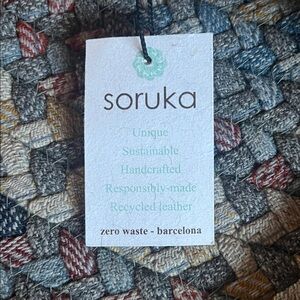 soruka
Unique
Sustainable
Handcrafted
Responsibly-made
Recycled leather
zero waste - barcelona